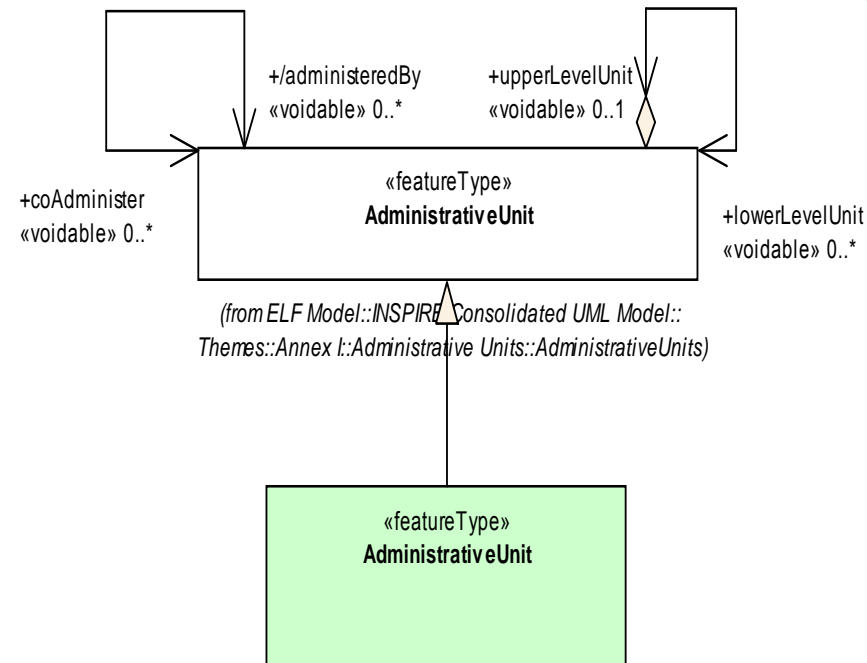 +/administeredBy
«voidable» 0..*
+upperLevelUnit
«voidable» 0..1
+coAdminister
«voidable» 0..*
«featureType»
AdministrativeUnit
+lowerLevelUnit
«voidable» 0..*
(from ELF Model::INSPIRE Consolidated UML Model::
Themes::Annex I::Administrative Units::AdministrativeUnits)
«featureType»
AdministrativeUnit